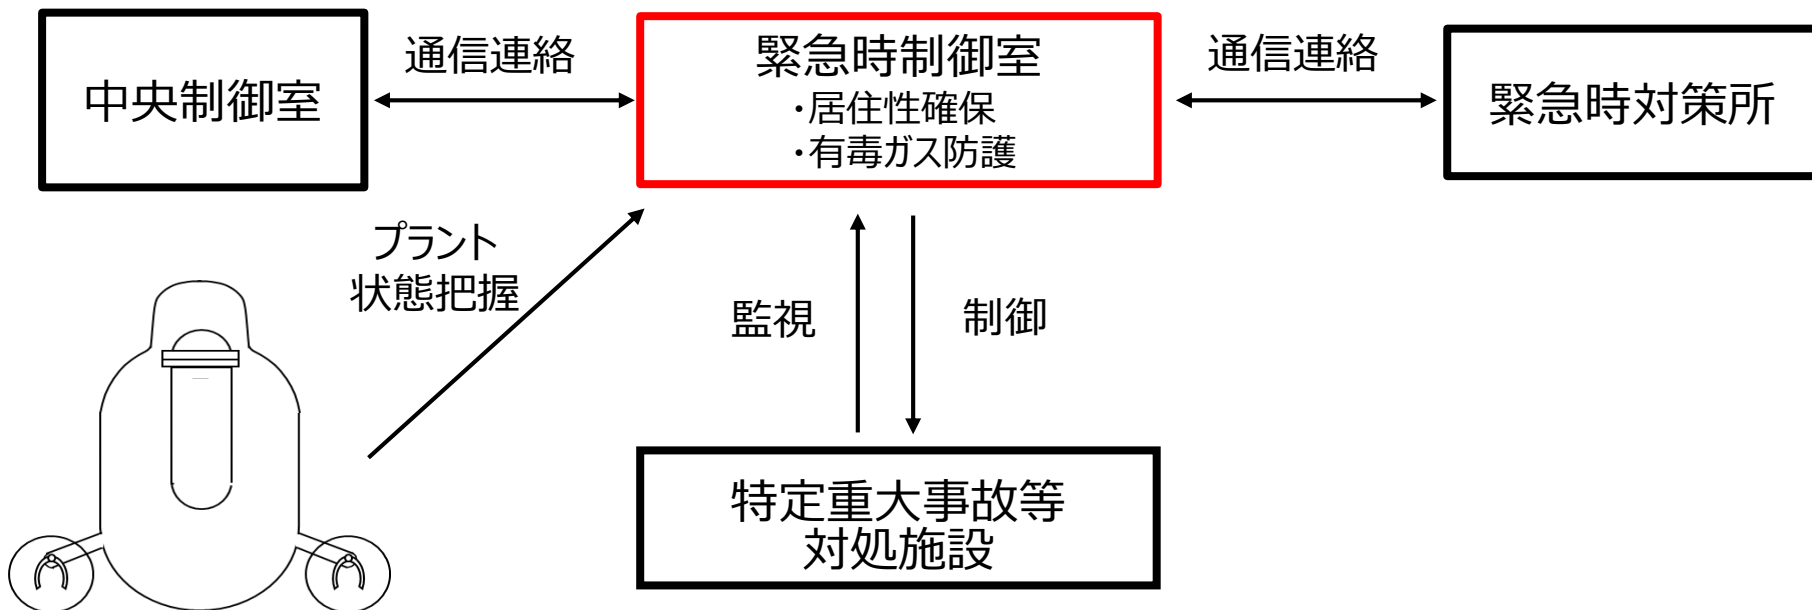 中央制御室
通信連絡
緊急時制御室
・居住性確保
・有毒ガス防護
通信連絡
緊急時対策所
プラント
状態把握
監視
制御
特定重大事故等
対処施設